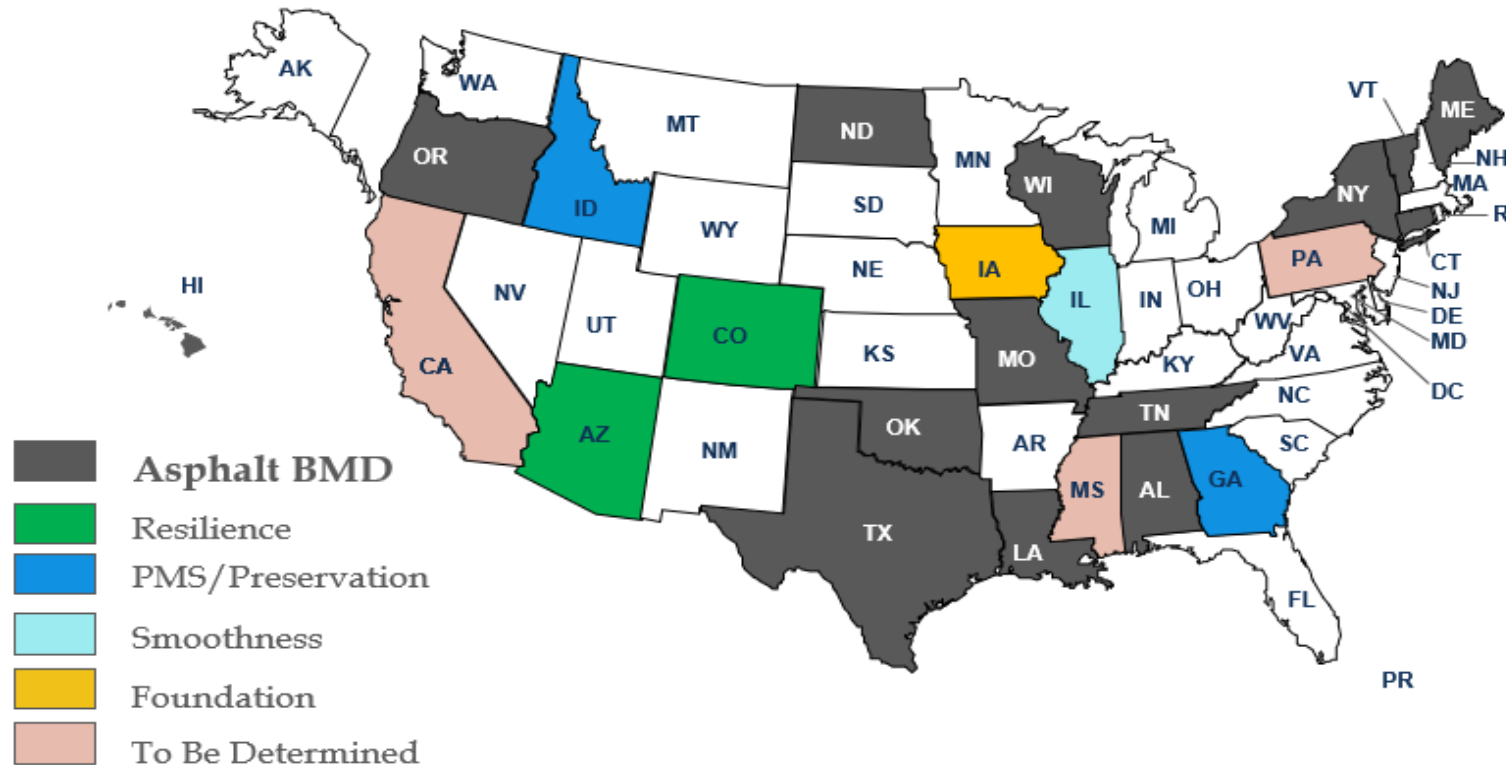 AK
WA
MT
ND
MN
VT
ME
OR
ID
SD
WI
MI
NY
NH
MA
R
WY
HI
NV
UT
CO
NE
IA
IL
IN
OH
PA
CT
NJ
DE
MD
DC
CA
KS
MO
KY
WV
VA
NC
AZ
NM
OK
AR
TN
SC
MS
AL
GA
TX
LA
FL
PR
Asphalt BMD
Resilience
PMS/Preservation
Smoothness
Foundation
To Be Determined